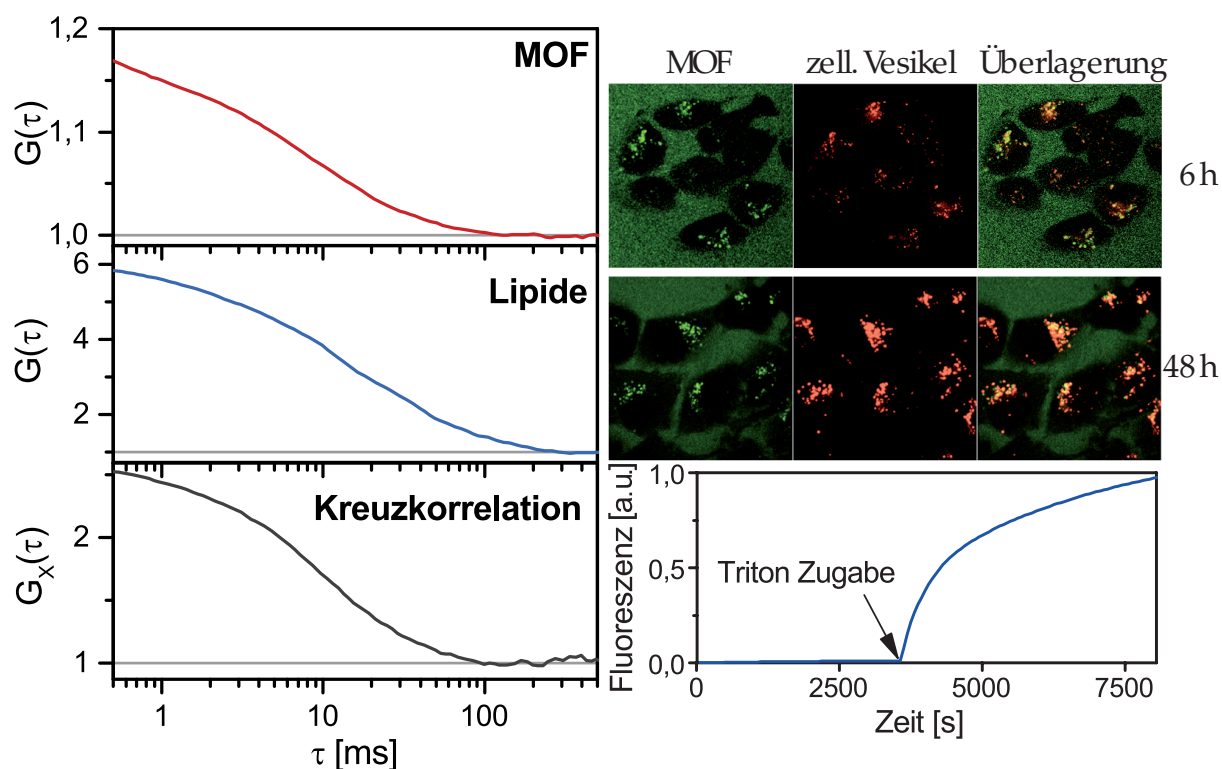 1,2
1,1
1,0
G(τ)
MOF
6
4
2
G(τ)
Lipide
2
1
Gx(τ)
Kreuzkorrelation
1 10 100
τ [ms]
MOF zell. Vesikel Überlagerung
6 h
48 h
1,0
0,5
0,0
Fluoreszenz [a.u.]
Triton Zugabe
0 2500 5000 7500
Zeit [s]